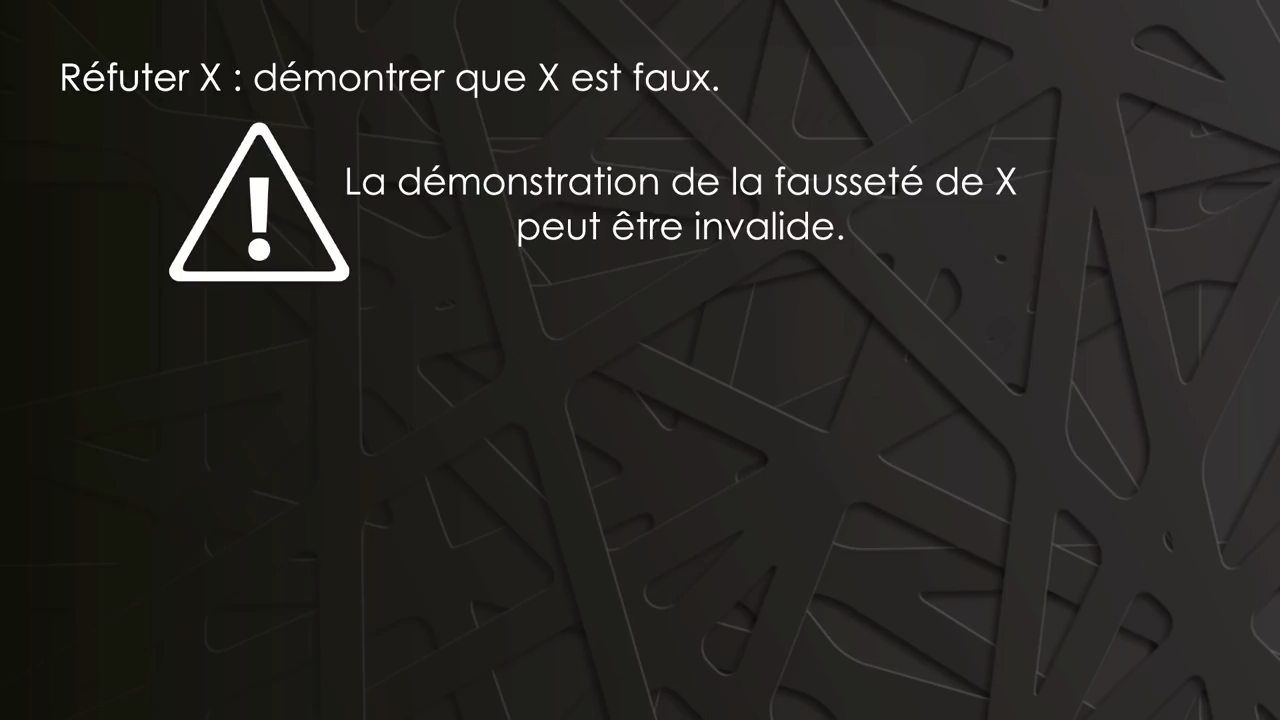 Réfuter X : démontrer que X est faux.
La démonstration de la fausseté de X
peut être invalide.